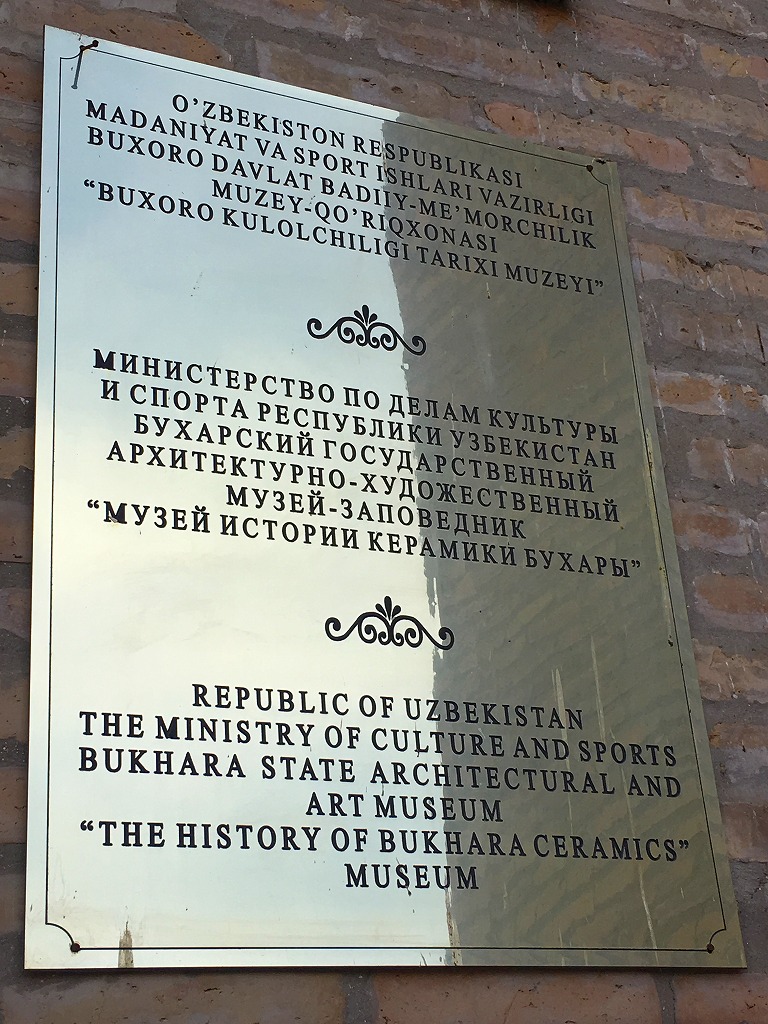 O'ZBEKISTON RESPUBLIKASI
MADANIYAT VA SPORT ISHLARI VAZIRLIGI
BUXORO DAVLAT BADIIY-ME'MORCHILIK
MUZEY-QO'RIQXONASI
“BUXORO KULOLCHILIGI TARIXI MUZEYI”
МИНИСТЕРСТВО ПО ДЕЛАМ КУЛЬТУРЫ
И СПОРТА РЕСПУБЛИКИ УЗБЕКИСТАН
БУХАРСКИЙ ГОСУДАРСТВЕННЫЙ
АРХИТЕКТУРНО-ХУДОЖЕСТВЕННЫЙ
МУЗЕЙ-ЗАПОВЕДНИК
“МУЗЕЙ ИСТОРИИ КЕРАМИКИ БУХАРЫ”
REPUBLIC OF UZBEKISTAN
THE MINISTRY OF CULTURE AND SPORTS
BUKHARA STATE ARCHITECTURAL AND
ART MUSEUM
“THE HISTORY OF BUKHARA CERAMICS”
MUSEUM